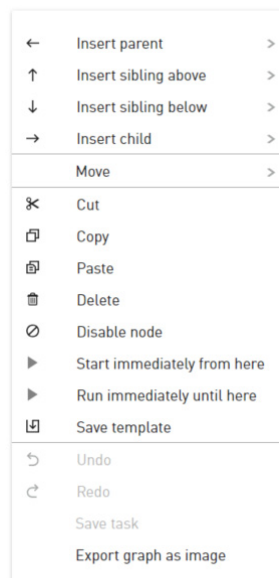 Insert parent
Insert sibling above
Insert sibling below
Insert child
Move
Cut
Copy
Paste
Delete
Disable node
Start immediately from here
Run immediately until here
Save template
Undo
Redo
Save task
Export graph as image